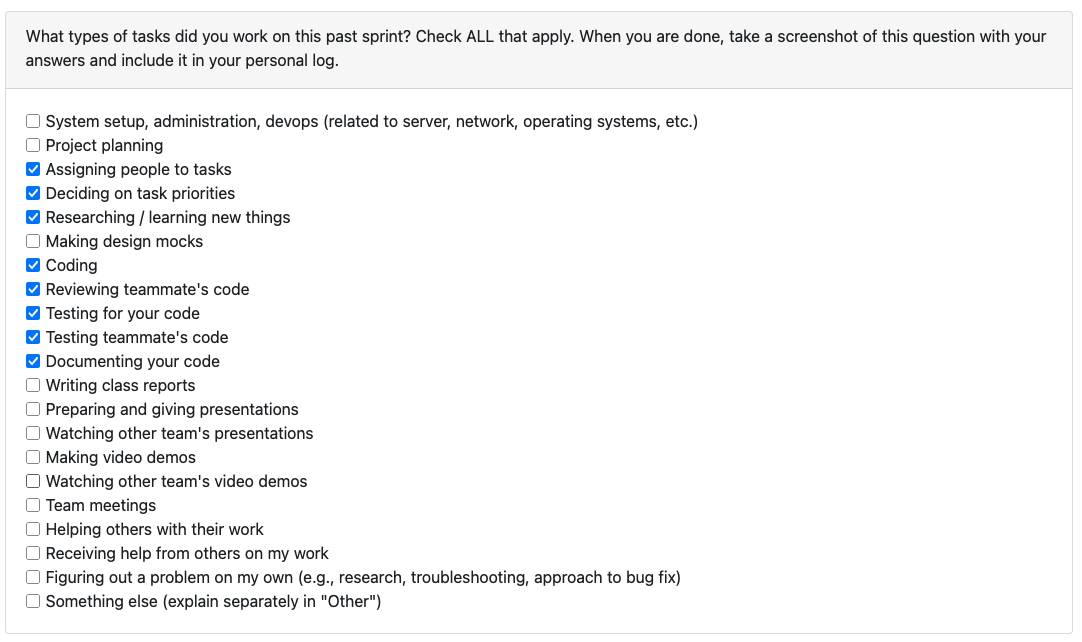 What types of tasks did you work on this past sprint? Check ALL that apply. When you are done, take a screenshot of this question with your
answers and include it in your personal log.
System setup, administration, devops (related to server, network, operating systems, etc.)
Project planning
Assigning people to tasks
Deciding on task priorities
Researching / learning new things
Making design mocks
Coding
Reviewing teammate's code
Testing for your code
Testing teammate's code
Documenting your code
Writing class reports
Preparing and giving presentations
Watching other team's presentations
Making video demos
Watching other team's video demos
Team meetings
Helping others with their work
Receiving help from others on my work
Figuring out a problem on my own (e.g., research, troubleshooting, approach to bug fix)
Something else (explain separately in "Other")